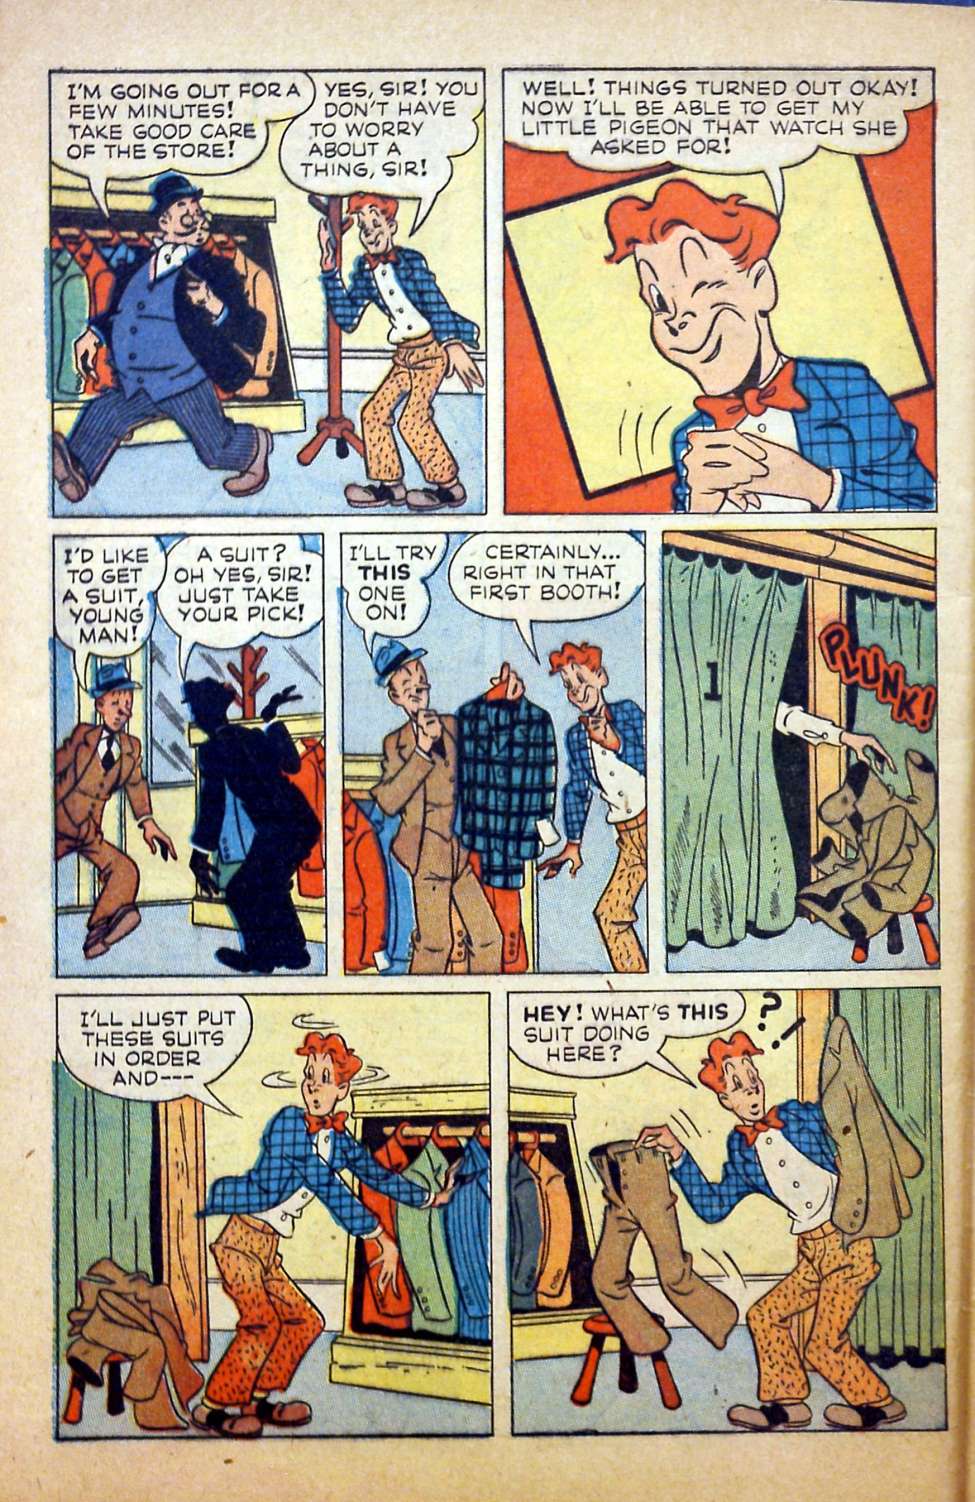 I'M GOING OUT FOR A
FEW MINUTES!
TAKE GOOD CARE
OF THE STORE!
YES, SIR! YOU
DON'T HAVE
TO WORRY
ABOUT A
THING, SIR!
WELL! THINGS TURNED OUT OKAY!
NOW I'LL BE ABLE TO GET MY
LITTLE PIGEON THAT WATCH SHE
ASKED FOR!
I'D LIKE
TO GET
A SUIT,
YOUNG
MAN!
A SUIT?
OH YES, SIR!
JUST TAKE
YOUR PICK!
I'LL TRY
THIS
ONE
ON!
CERTAINLY...
RIGHT IN THAT
FIRST BOOTH!
1
PLUNK!
I'LL JUST PUT
THESE SUITS
IN ORDER
AND---
HEY! WHAT'S THIS
SUIT DOING
HERE?
?!